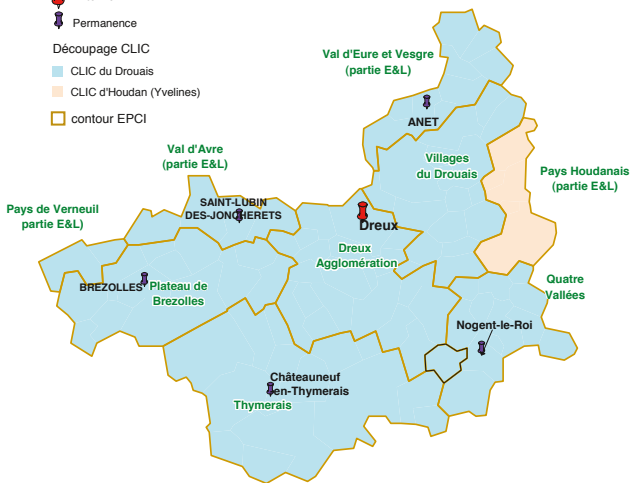 Permanence
Découpage CLIC
CLIC du Drouais
CLIC d'Houdan (Yvelines)
contour EPCI
Val d'Eure et Vesgre
(partie E&L)
ANET
Val d'Avre
(partie E&L)
Villages
du Drouais
Pays Houdanais
(partie E&L)
Pays de Verneuil
partie E&L)
SAINT-LUBIN
DES-JONCHERETS
Dreux
Dreux
Agglomération
BREZOLLES
Plateau de
Brezolles
Quatre
Vallées
Nogent-le-Roi
Châteauneuf
en-Thymerais
Thymerais